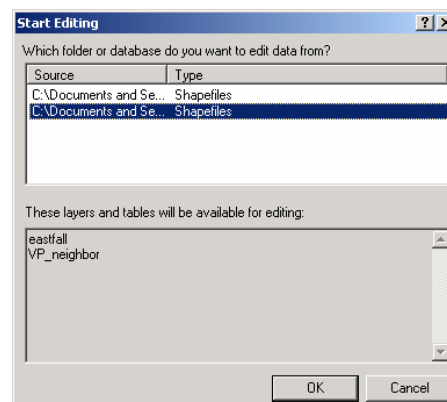 Start Editing
Which folder or database do you want to edit data from?
Source Type
C:\Documents and Se... Shapefiles
C:\Documents and Se... Shapefiles
These layers and tables will be available for editing:
eastfall
VP_neighbor
OK Cancel